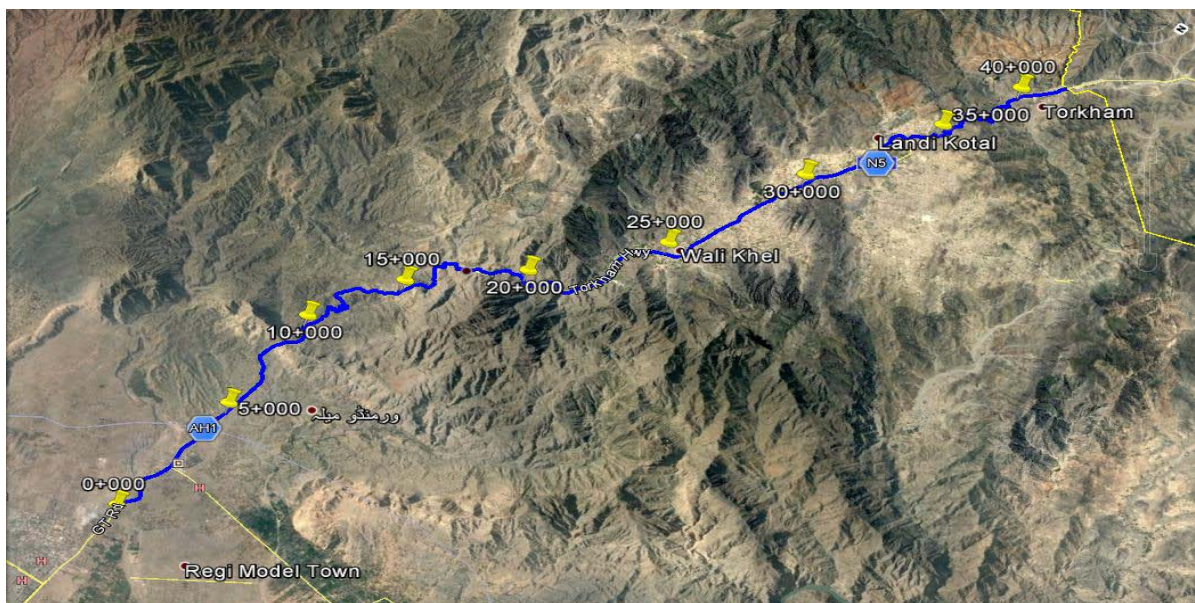 N
40+000
Torkham
35+000
Landi Kotal
N5
30+000
25+000
Wali Khel
Torkham Hwy
15+000
20+000
10+000
5+000
ورمنڈو میلہ
AH1
0+000
H
GT Rd
H
H
Regi Model Town